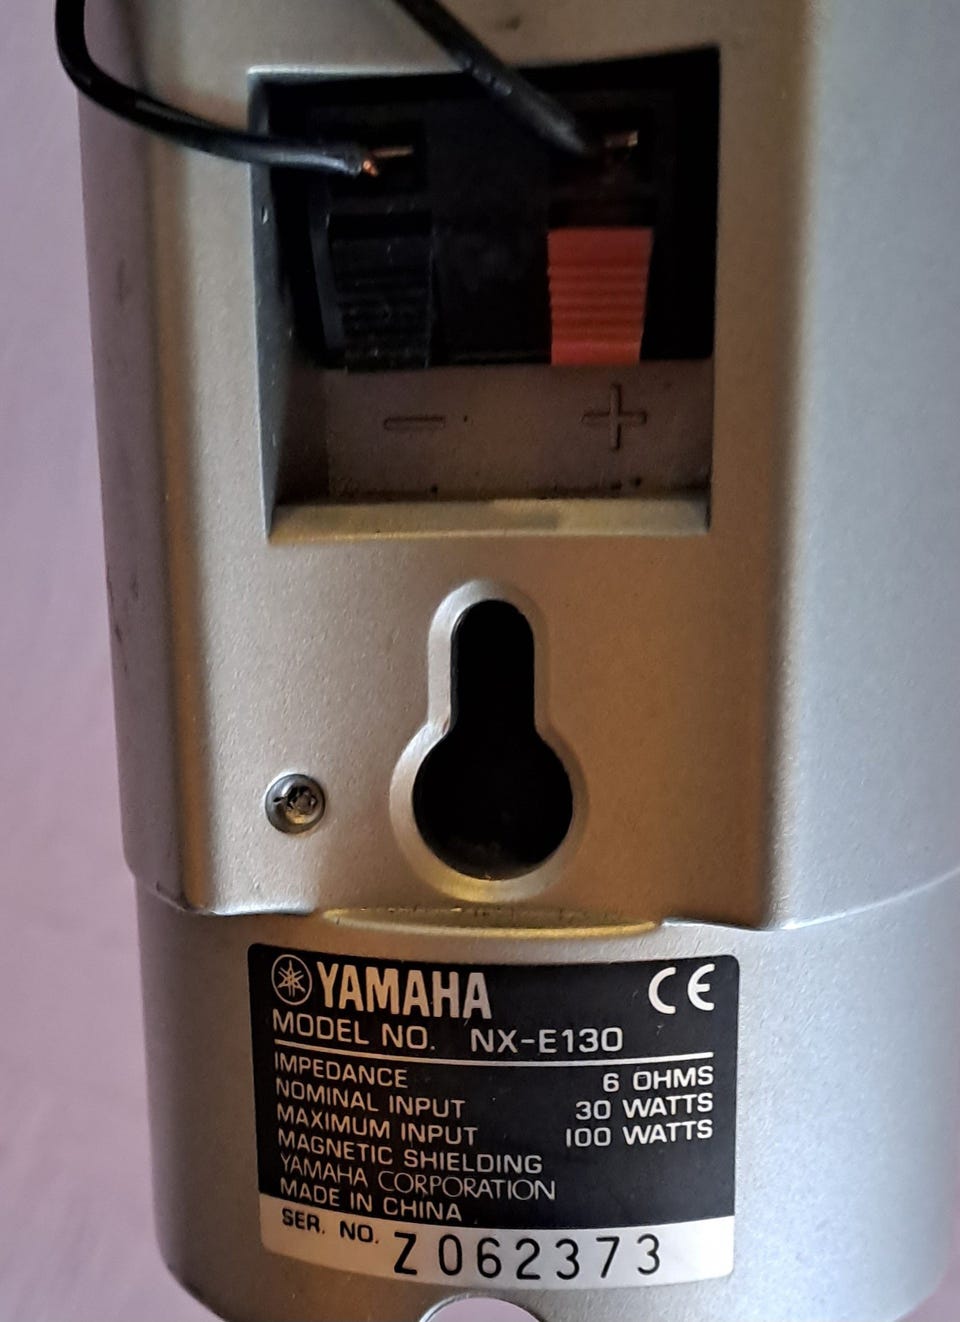 − +
YAMAHA CE
MODEL NO. NX-E130
IMPEDANCE 6 OHMS
NOMINAL INPUT 30 WATTS
MAXIMUM INPUT 100 WATTS
MAGNETIC SHIELDING
YAMAHA CORPORATION
MADE IN CHINA
SER. NO. Z062373